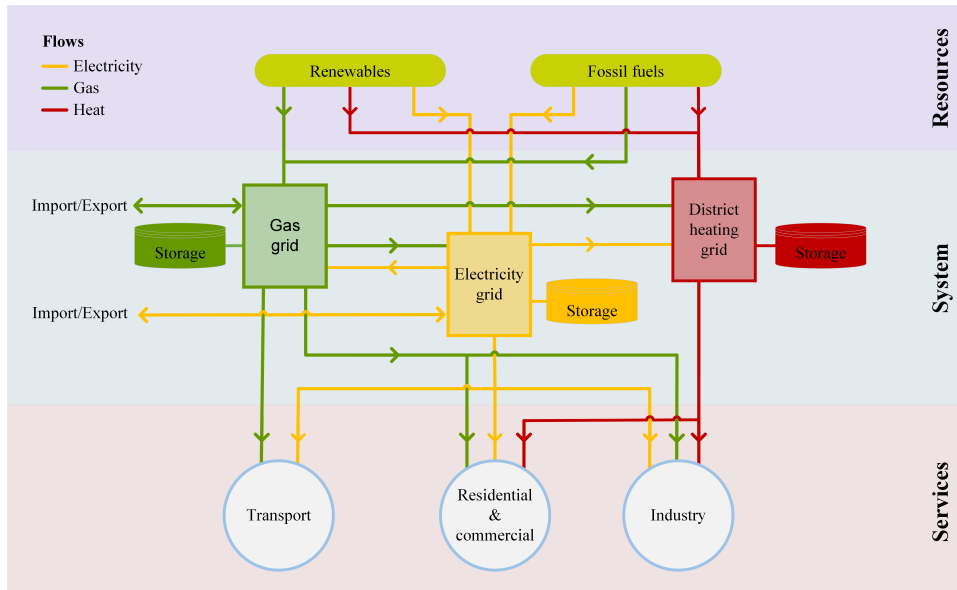 Flows
Electricity
Gas
Heat
Renewables
Fossil fuels
Resources
Import/Export
Gas
grid
District
heating
grid
Storage
Storage
Electricity
grid
Storage
Import/Export
System
Transport
Residential
&
commercial
Industry
Services